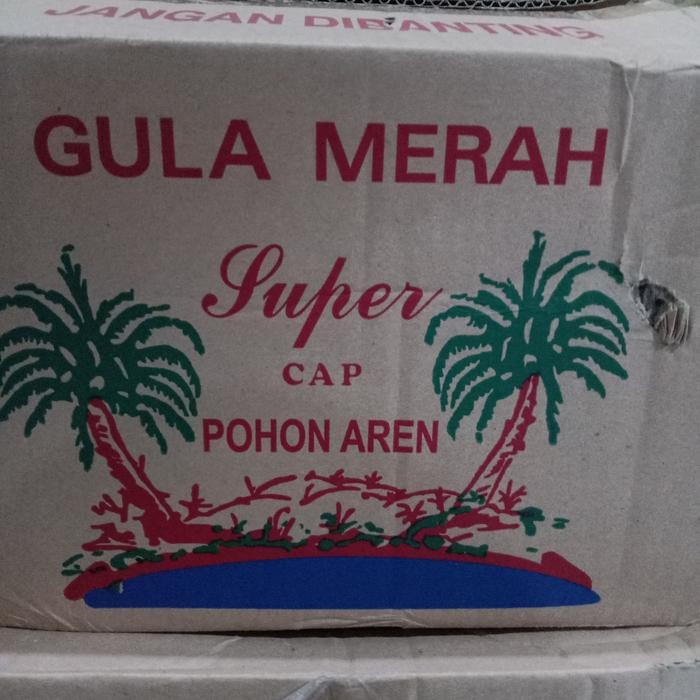 JANGAN DIBANTING
GULA MERAH
Super
CAP
POHON AREN